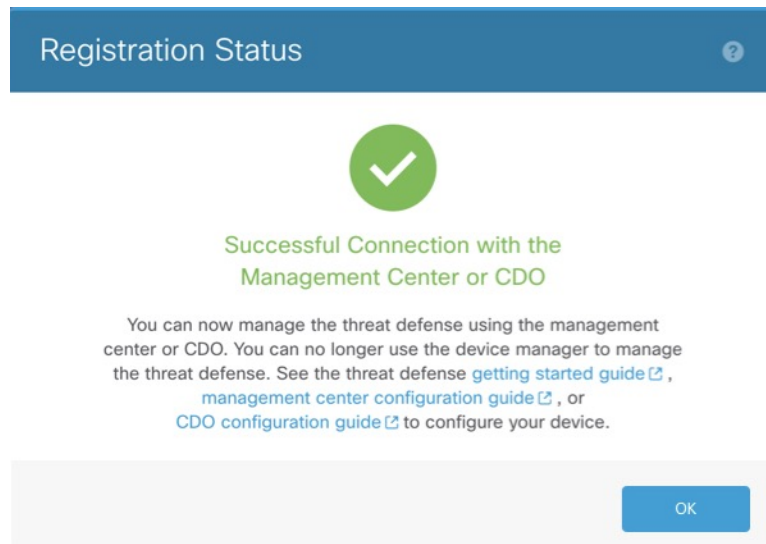 Registration Status
?
Successful Connection with the
Management Center or CDO
You can now manage the threat defense using the management
center or CDO. You can no longer use the device manager to manage
the threat defense. See the threat defense getting started guide ,
management center configuration guide , or
CDO configuration guide to configure your device.
OK